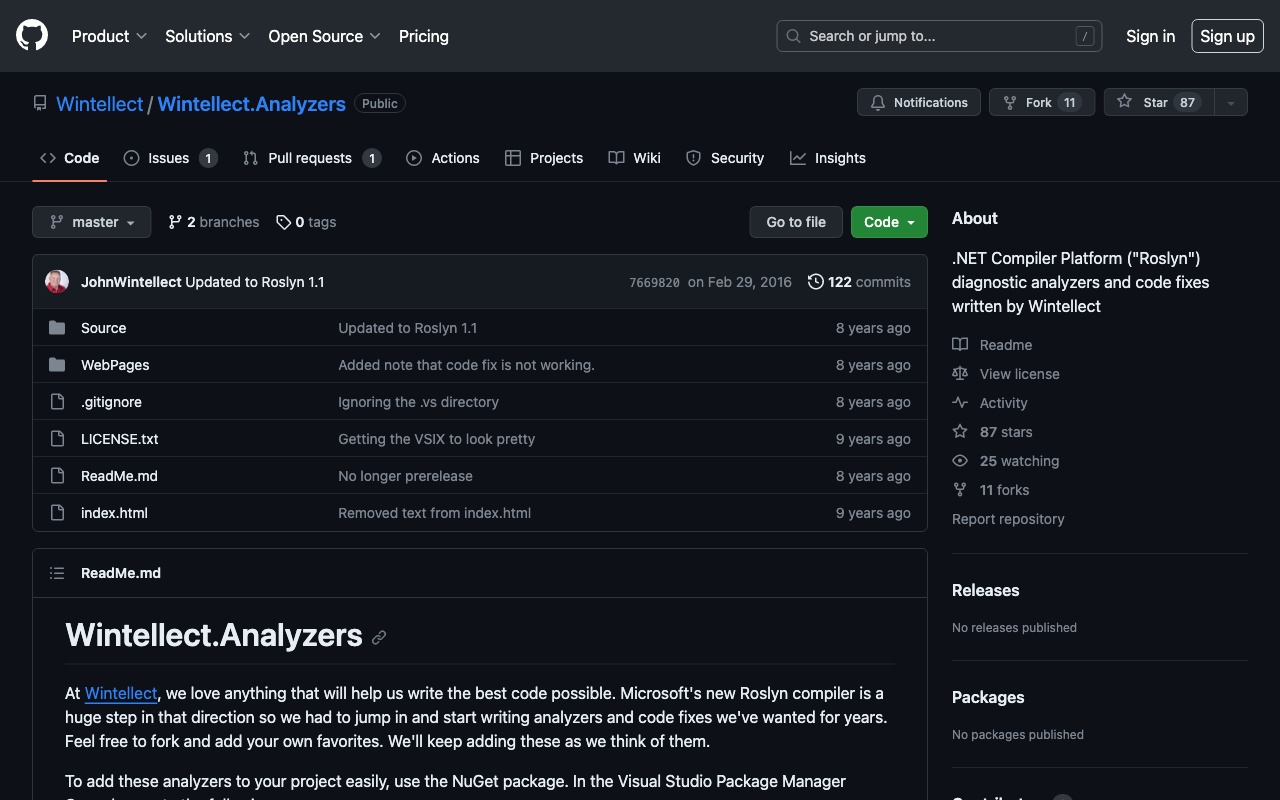 Product Solutions Open Source Pricing Search or jump to... / Sign in Sign up
Wintellect / Wintellect.Analyzers Public Notifications Fork 11 Star 87
Code Issues 1 Pull requests 1 Actions Projects Wiki Security Insights
master 2 branches 0 tags Go to file Code
JohnWintellect Updated to Roslyn 1.1 7669820 on Feb 29, 2016 122 commits
Source Updated to Roslyn 1.1 8 years ago
WebPages Added note that code fix is not working. 8 years ago
.gitignore Ignoring the .vs directory 8 years ago
LICENSE.txt Getting the VSIX to look pretty 9 years ago
ReadMe.md No longer prerelease 8 years ago
index.html Removed text from index.html 9 years ago
ReadMe.md
Wintellect.Analyzers
At Wintellect, we love anything that will help us write the best code possible. Microsoft's new Roslyn compiler is a
huge step in that direction so we had to jump in and start writing analyzers and code fixes we've wanted for years.
Feel free to fork and add your own favorites. We'll keep adding these as we think of them.
To add these analyzers to your project easily, use the NuGet package. In the Visual Studio Package Manager
About
.NET Compiler Platform ("Roslyn")
diagnostic analyzers and code fixes
written by Wintellect
Readme
View license
Activity
87 stars
25 watching
11 forks
Report repository
Releases
No releases published
Packages
No packages published